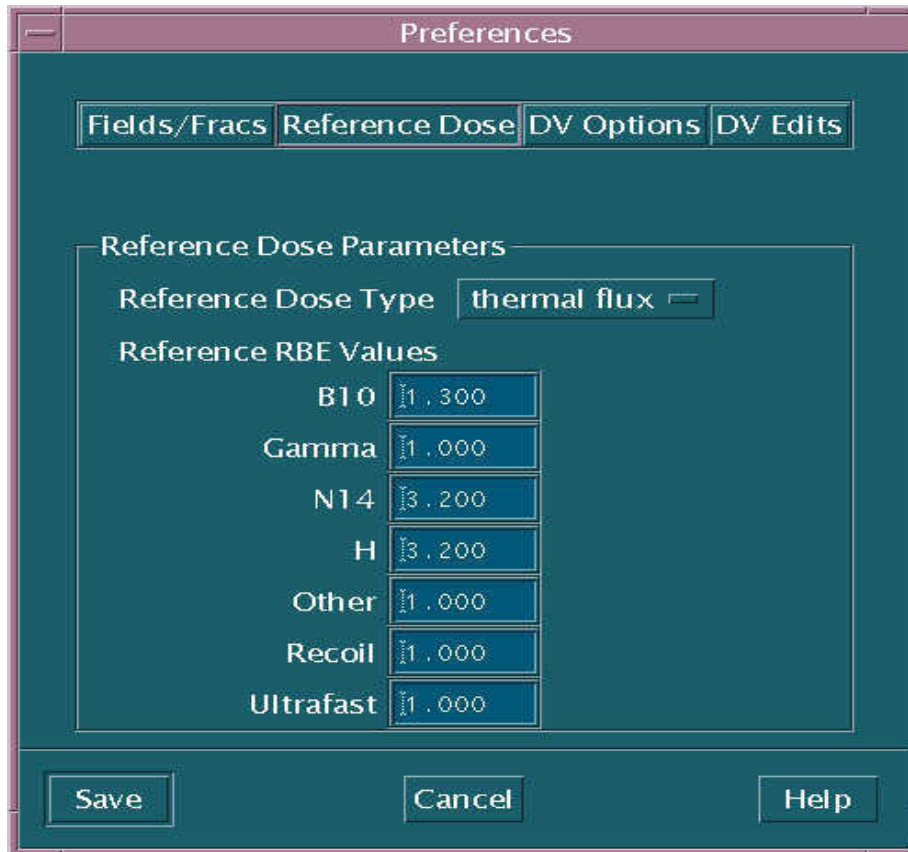 Preferences
Fields/Fracs Reference Dose DV Options DV Edits
Reference Dose Parameters
Reference Dose Type thermal flux
Reference RBE Values
B10 1.300
Gamma 1.000
N14 3.200
H 3.200
Other 1.000
Recoil 1.000
Ultrafast 1.000
Save Cancel Help